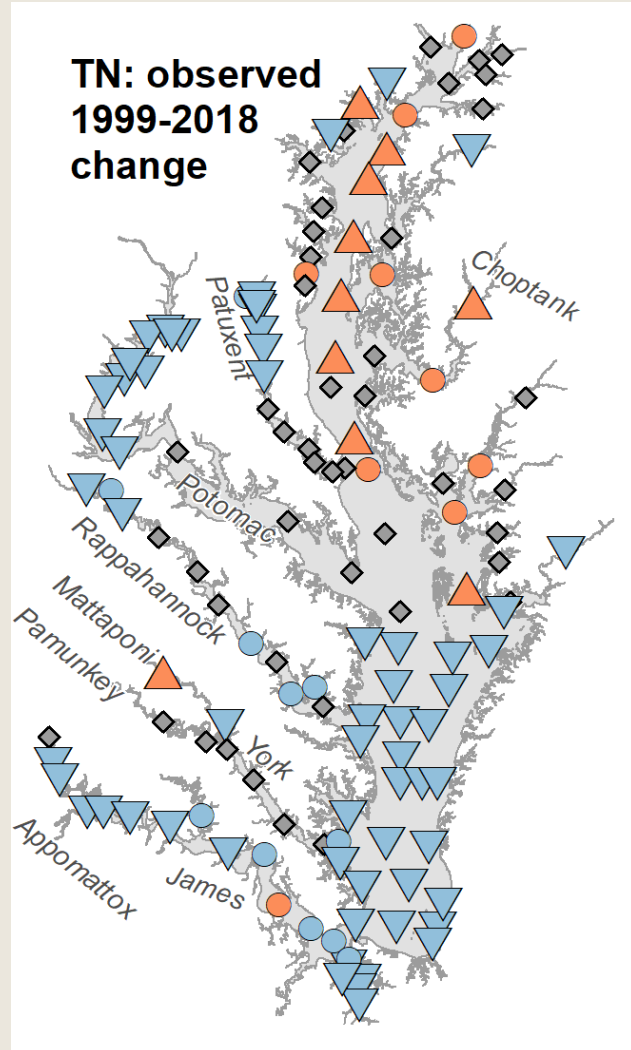 TN: observed
1999-2018
change
Choptank
Patuxent
Potomac
Rappahannock
Mattaponi
Pamunkey
York
Appomattox
James